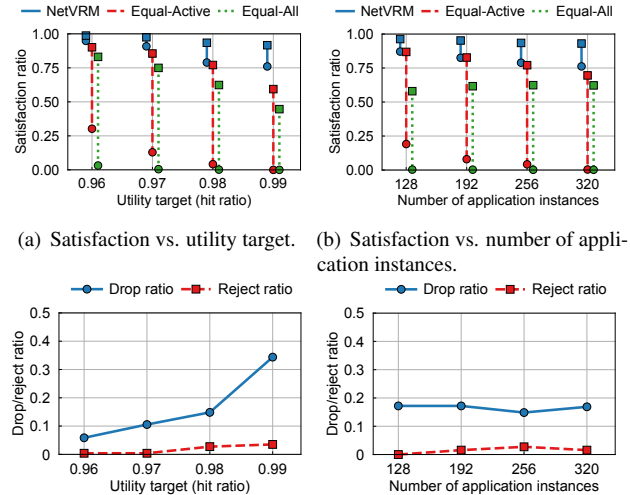 NetVRM Equal-Active Equal-All
Satisfaction ratio
1.00
0.75
0.50
0.25
0.00
0.96 0.97 0.98 0.99
Utility target (hit ratio)
(a) Satisfaction vs. utility target.
NetVRM Equal-Active Equal-All
Satisfaction ratio
1.00
0.75
0.50
0.25
0.00
128 192 256 320
Number of application instances
(b) Satisfaction vs. number of appli-
cation instances.
Drop ratio Reject ratio
Drop/reject ratio
0.5
0.4
0.3
0.2
0.1
0
0.96 0.97 0.98 0.99
Utility target (hit ratio)
Drop ratio Reject ratio
Drop/reject ratio
0.5
0.4
0.3
0.2
0.1
0
128 192 256 320
Number of application instances